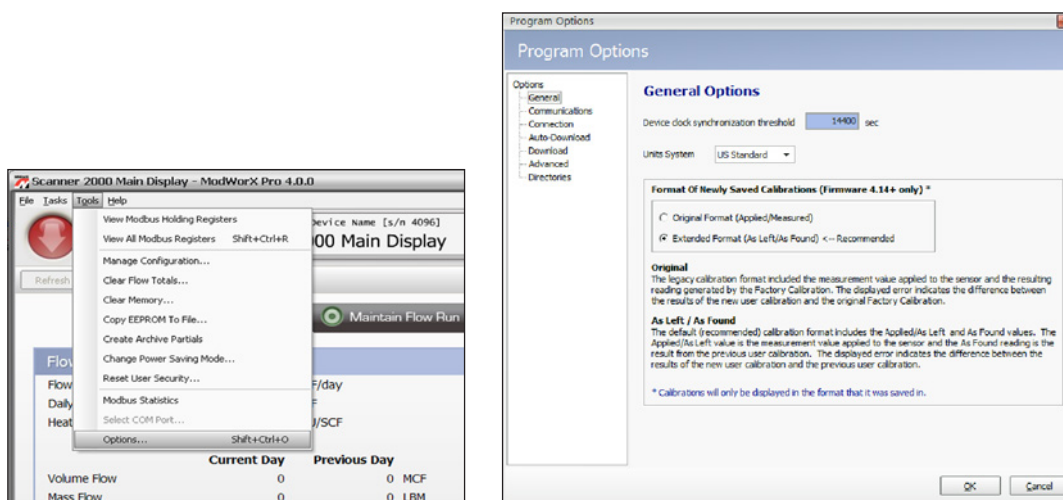 Scanner 2000 Main Display - ModWorX Pro 4.0.0
File Tasks Tools Help
View Modbus Holding Registers
View All Modbus Registers Shift+Ctrl+R
Manage Configuration...
Clear Flow Totals...
Clear Memory...
Copy EEPROM To File...
Create Archive Partials
Change Power Saving Mode...
Reset User Security...
Modbus Statistics
Select COM Port...
Options... Shift+Ctrl+O
Device Name [s/n 4096]
00 Main Display
Refresh
Maintain Flow Run
Flow
Flow F/day
Daily F
Heat J/SCF
Current Day Previous Day
Volume Flow 0 0 MCF
Mass Flow 0 0 LBM
Program Options
Program Options
Options
General
Communications
Connection
Auto-Download
Download
Advanced
Directories
General Options
Device clock synchronization threshold 14400 sec
Units System US Standard
Format Of Newly Saved Calibrations (Firmware 4.14+ only) *
Original Format (Applied/Measured)
Extended Format (As Left/As Found) <-- Recommended
Original
The legacy calibration format included the measurement value applied to the sensor and the resulting
reading generated by the Factory Calibration. The displayed error indicates the difference between
the results of the new user calibration and the original Factory Calibration.
As Left / As Found
The default (recommended) calibration format includes the Applied/As Left and As Found values. The
Applied/As Left value is the measurement value applied to the sensor and the As Found reading is the
result from the previous user calibration. The displayed error indicates the difference between the
results of the new user calibration and the previous user calibration.
* Calibrations will only be displayed in the format that it was saved in.
OK Cancel